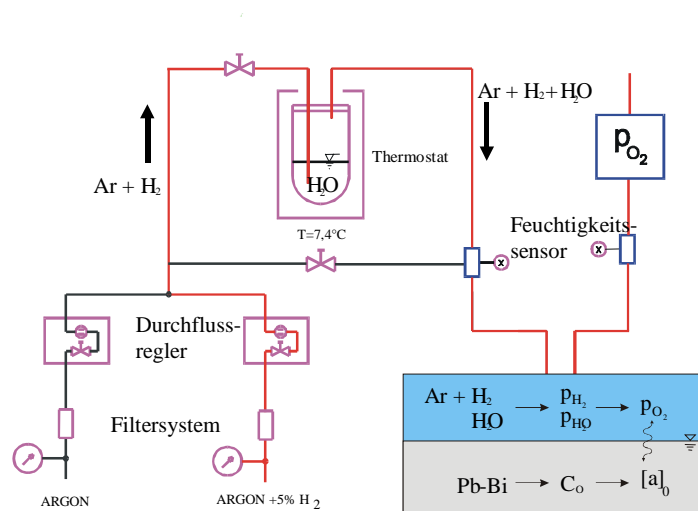 Ar + H₂+H₂O
pO₂
Thermostat
H₂O
Ar + H₂
T=7,4°C
Feuchtigkeits-
sensor
x
x
Durchfluss-
regler
Filtersystem
ARGON
ARGON +5% H₂
Ar + H₂
H₂O
pH₂
pH₂O
pO₂
Pb-Bi
Cₒ
[a]₀